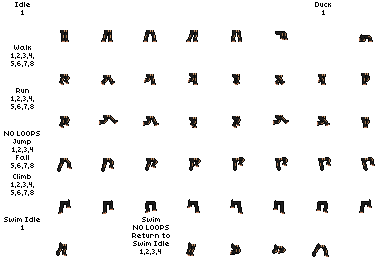 Idle
1
Duck
1
Walk
1,2,3,4,
5,6,7,8
Run
1,2,3,4,
5,6,7,8
NO LOOPS
Jump
1,2,3,4
Fall
5,6,7,8
Climb
1,2,3,4,
5,6,7,8
Swim Idle
1
Swim
NO LOOPS
Return to
Swim Idle
1,2,3,4